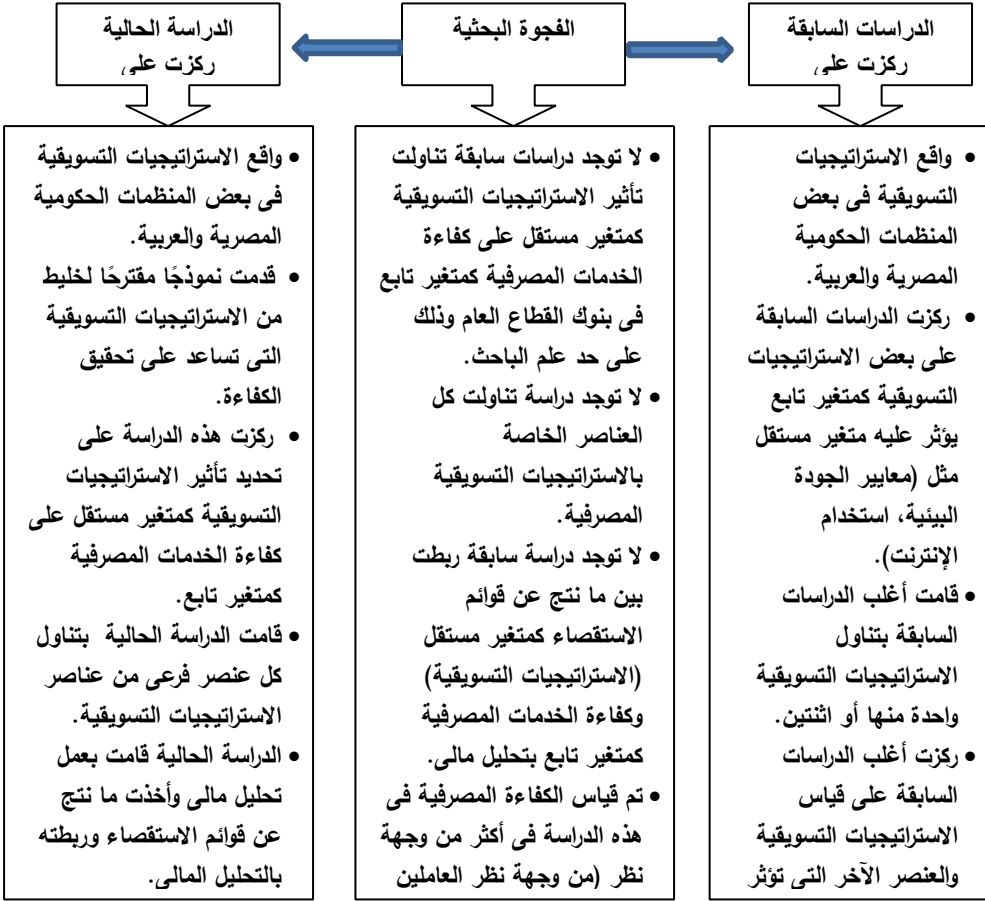 الدراسات السابقة
ركزت على
الفجوة البحثية
الدراسة الحالية
ركزت على
• واقع الاستراتيجيات
التسويقية فى بعض
المنظمات الحكومية
المصرية والعربية.
• ركزت الدراسات السابقة
على بعض الاستراتيجيات
التسويقية كمتغير تابع
يؤثر عليه متغير مستقل
مثل (معايير الجودة
البيئية، استخدام
الإنترنت).
• قامت أغلب الدراسات
السابقة بتناول
الاستراتيجيات التسويقية
واحدة منها أو اثنتين.
• ركزت أغلب الدراسات
السابقة على قياس
الاستراتيجيات التسويقية
والعنصر الآخر التى تؤثر
• لا توجد دراسات سابقة تناولت
تأثير الاستراتيجيات التسويقية
كمتغير مستقل على كفاءة
الخدمات المصرفية كمتغير تابع
فى بنوك القطاع العام وذلك
على حد علم الباحث.
• لا توجد دراسة تناولت كل
العناصر الخاصة
بالاستراتيجيات التسويقية
المصرفية.
• لا توجد دراسة سابقة ربطت
بين ما نتج عن قوائم
الاستقصاء كمتغير مستقل
(الاستراتيجيات التسويقية)
وكفاءة الخدمات المصرفية
كمتغير تابع بتحليل مالى.
• تم قياس الكفاءة المصرفية فى
هذه الدراسة فى أكثر من وجهة
نظر (من وجهة نظر العاملين
• واقع الاستراتيجيات التسويقية
فى بعض المنظمات الحكومية
المصرية والعربية.
• قدمت نموذجًا مقترحًا لخليط
من الاستراتيجيات التسويقية
التى تساعد على تحقيق
الكفاءة.
• ركزت هذه الدراسة على
تحديد تأثير الاستراتيجيات
التسويقية كمتغير مستقل على
كفاءة الخدمات المصرفية
كمتغير تابع.
• قامت الدراسة الحالية بتناول
كل عنصر فرعى من عناصر
الاستراتيجيات التسويقية.
• الدراسة الحالية قامت بعمل
تحليل مالى وأخذت ما نتج
عن قوائم الاستقصاء وربطته
بالتحليل المالى.